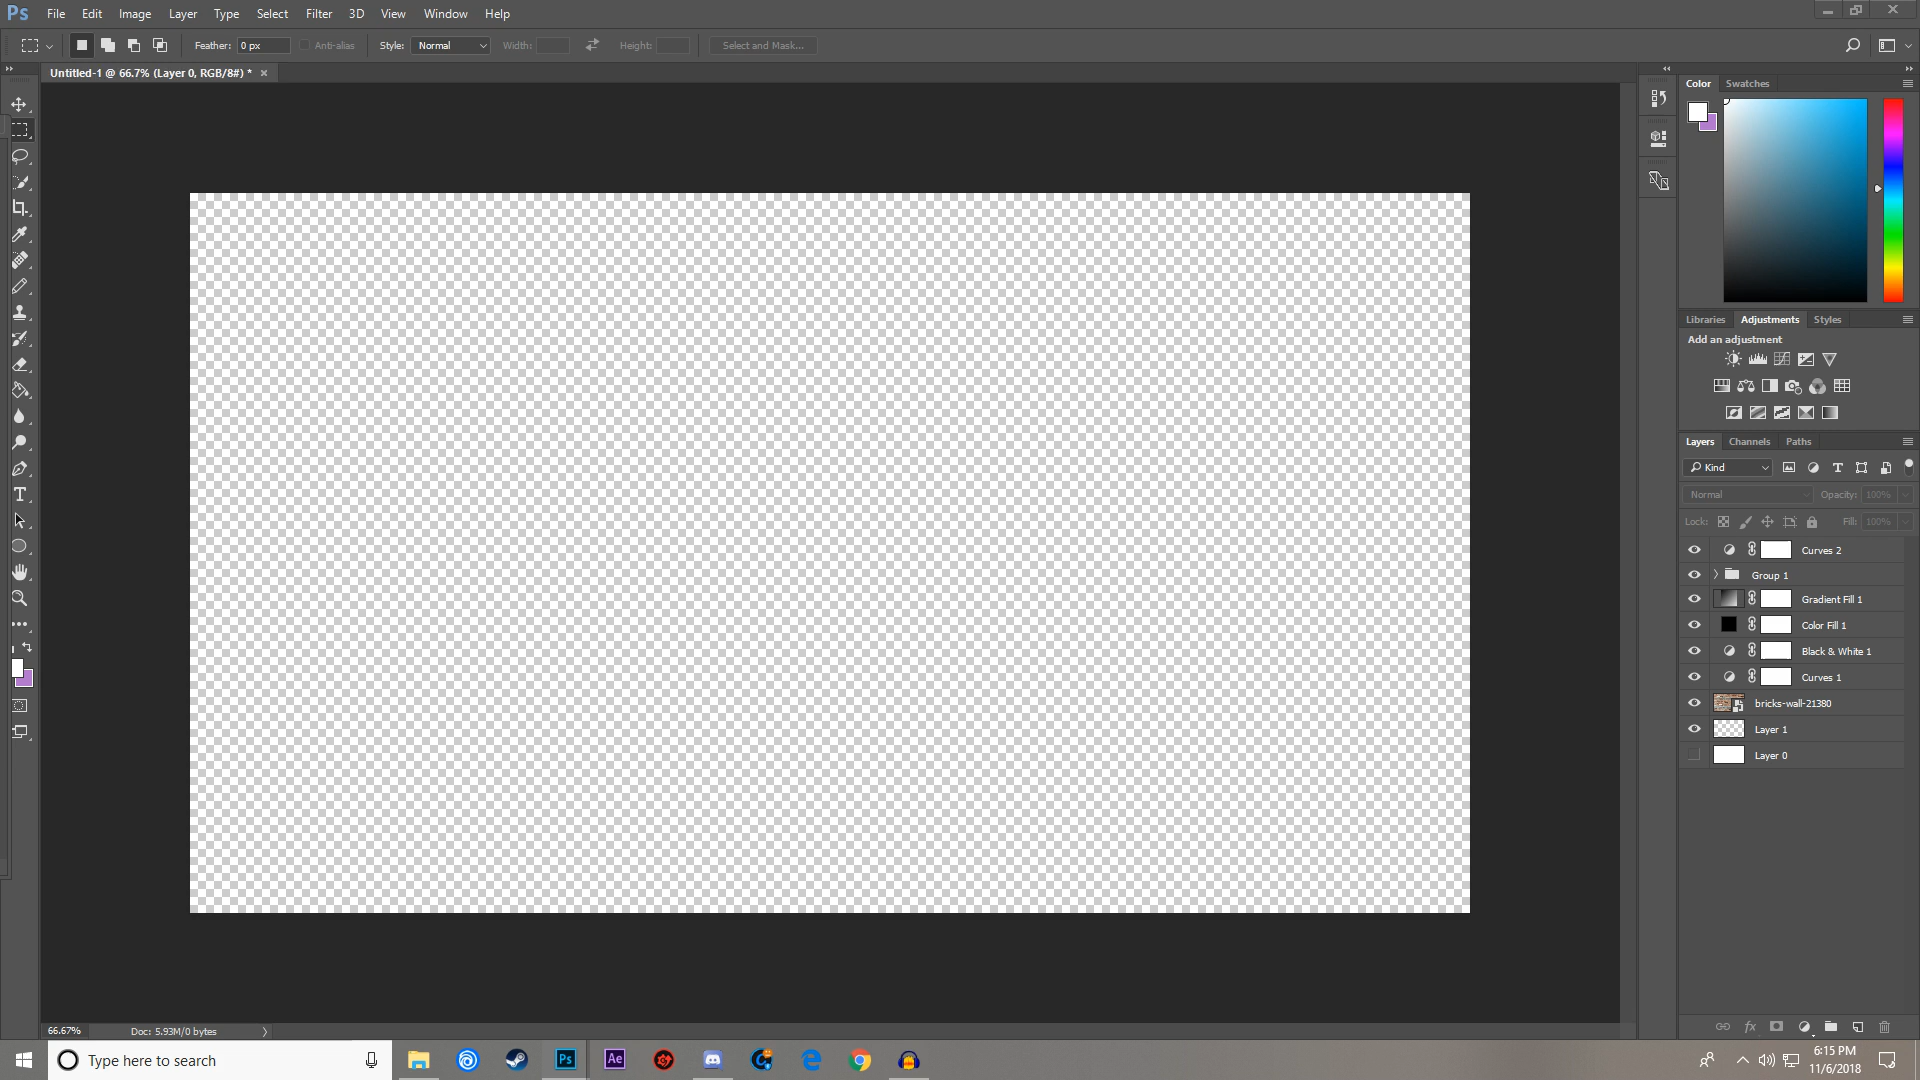 Ps File Edit Image Layer Type Select Filter 3D View Window Help
Feather: 0 px Anti-alias Style: Normal Width: Height: Select and Mask...
Untitled-1 @ 66.7% (Layer 0, RGB/8#) * ×
Color Swatches
Libraries Adjustments Styles
Add an adjustment
Layers Channels Paths
Kind
Normal Opacity: 100%
Lock: Fill: 100%
Curves 2
Group 1
Gradient Fill 1
Color Fill 1
Black & White 1
Curves 1
bricks-wall-21380
Layer 1
Layer 0
fx
66.67% Doc: 5.93M/0 bytes
Type here to search
Ps
Ae
6:15 PM
11/6/2018